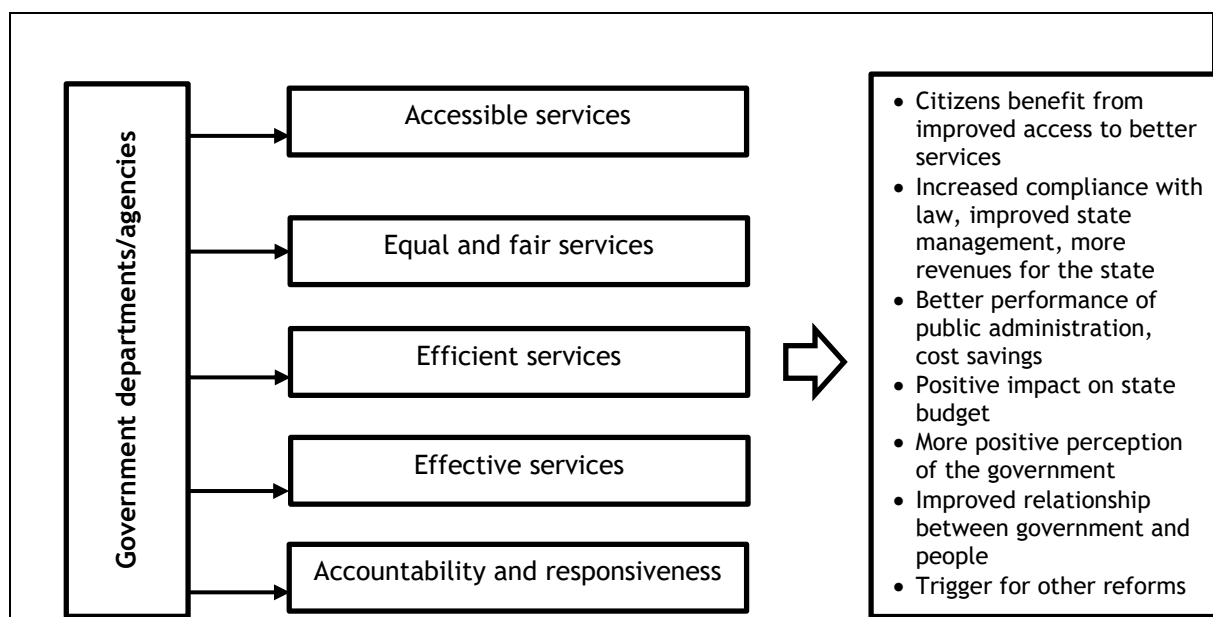 Government departments/agencies
Accessible services
Equal and fair services
Efficient services
Effective services
Accountability and responsiveness
• Citizens benefit from
improved access to better
services
• Increased compliance with
law, improved state
management, more
revenues for the state
• Better performance of
public administration,
cost savings
• Positive impact on state
budget
• More positive perception
of the government
• Improved relationship
between government and
people
• Trigger for other reforms